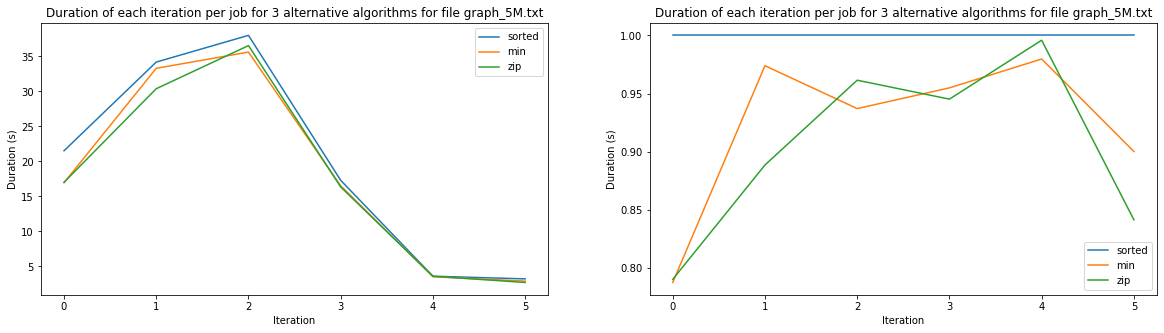 Duration of each iteration per job for 3 alternative algorithms for file graph_5M.txt
sorted
min
zip
35
30
25
20
15
10
5
Duration (s)
0 1 2 3 4 5
Iteration
Duration of each iteration per job for 3 alternative algorithms for file graph_5M.txt
1.00
0.95
0.90
0.85
0.80
Duration (s)
sorted
min
zip
0 1 2 3 4 5
Iteration